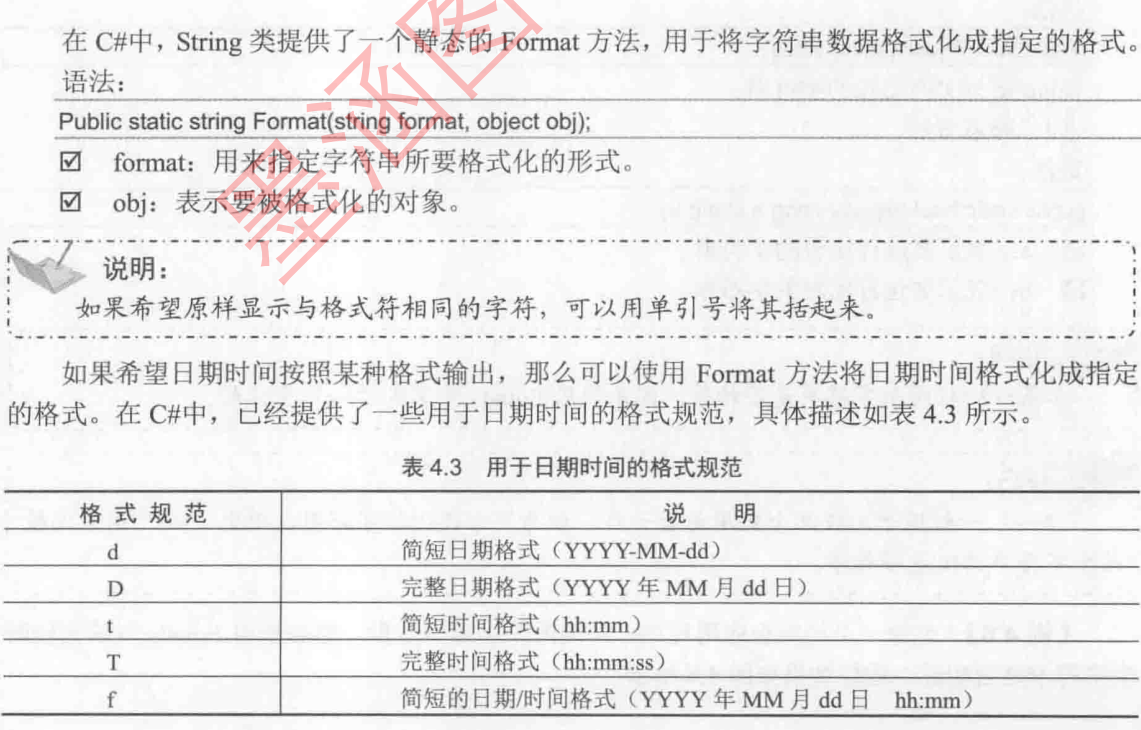 在 C#中，String 类提供了一个静态的 Format 方法，用于将字符串数据格式化成指定的格式。
语法：
Public static string Format(string format, object obj);
☑ format：用来指定字符串所要格式化的形式。
☑ obj：表示要被格式化的对象。
说明：
如果希望原样显示与格式符相同的字符，可以用单引号将其括起来。
如果希望日期时间按照某种格式输出，那么可以使用 Format 方法将日期时间格式化成指定
的格式。在 C#中，已经提供了一些用于日期时间的格式规范，具体描述如表 4.3 所示。
表 4.3 用于日期时间的格式规范
格 式 规 范 说 明
d 简短日期格式（YYYY-MM-dd）
D 完整日期格式（YYYY 年 MM 月 dd 日）
t 简短时间格式（hh:mm）
T 完整时间格式（hh:mm:ss）
f 简短的日期/时间格式（YYYY 年 MM 月 dd 日 hh:mm）
墨涵图